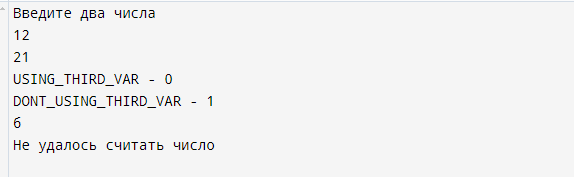 Введите два числа
12
21
USING_THIRD_VAR - 0
DONT_USING_THIRD_VAR - 1
6
Не удалось считать число